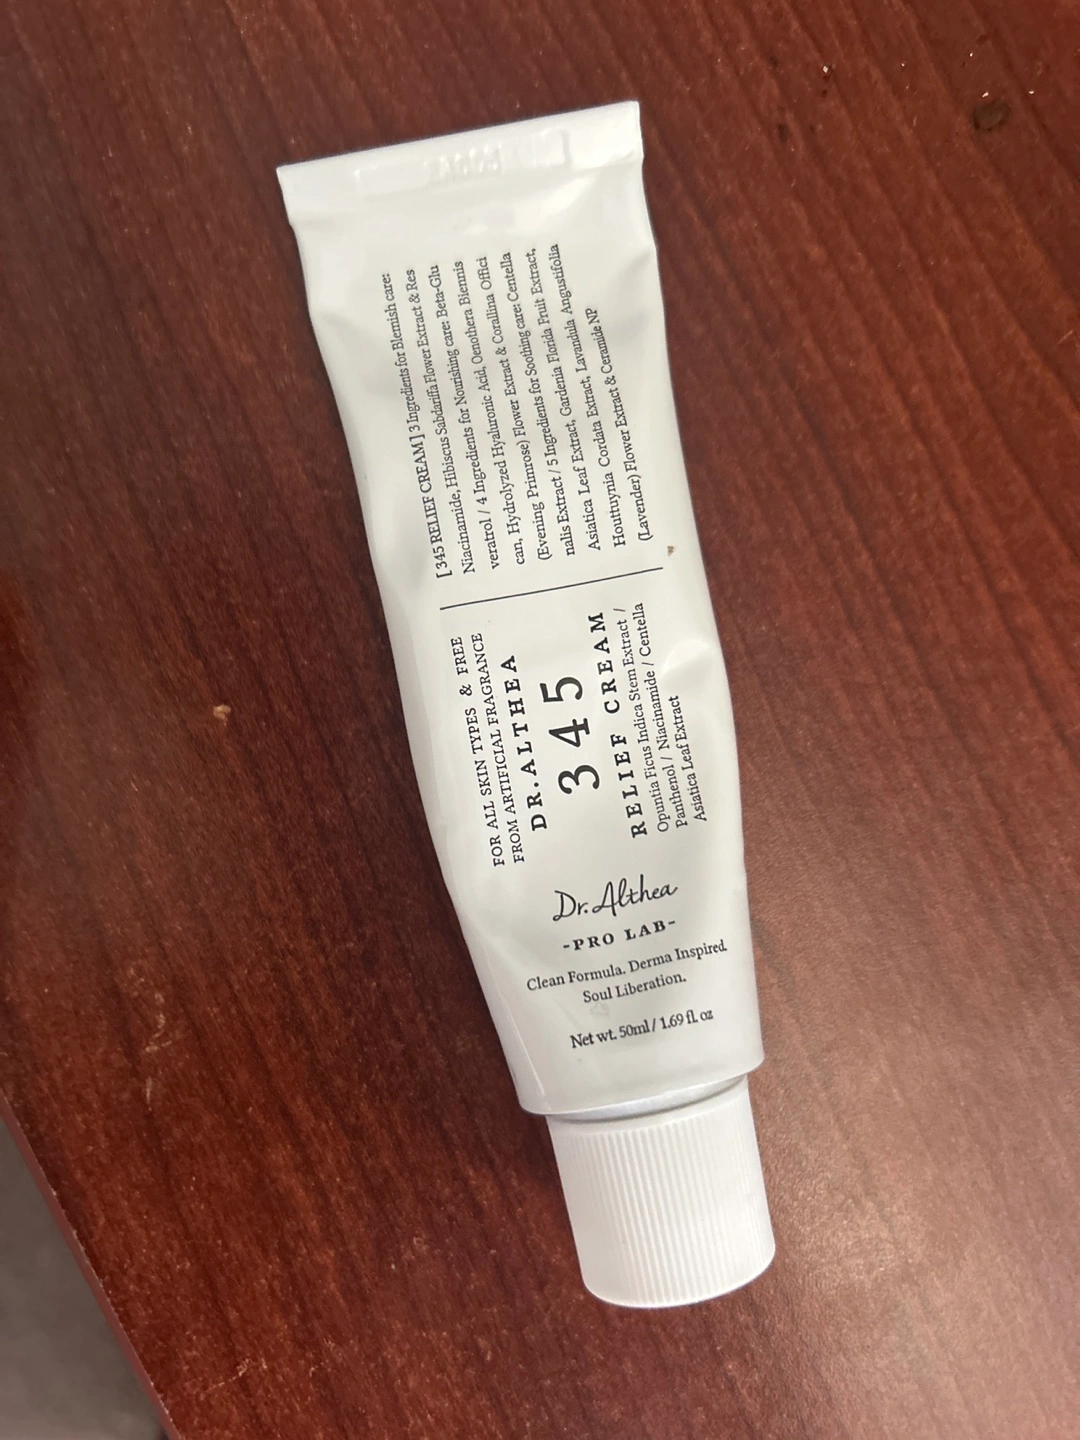 [ 345 RELIEF CREAM ] 3 Ingredients for Blemish care:
Niacinamide, Hibiscus Sabdariffa Flower Extract & Res
veratrol / 4 Ingredients for Nourishing care: Beta-Glu
can, Hydrolyzed Hyaluronic Acid, Oenothera Biennis
(Evening Primrose) Flower Extract & Corallina Offici
nalis Extract / 5 Ingredients for Soothing care: Centella
Asiatica Leaf Extract, Gardenia Florida Fruit Extract,
Houttuynia Cordata Extract, Lavandula Angustifolia
(Lavender) Flower Extract & Ceramide NP
FOR ALL SKIN TYPES & FREE
FROM ARTIFICIAL FRAGRANCE
DR.ALTHEA
345
RELIEF CREAM
Opuntia Ficus Indica Stem Extract /
Panthenol / Niacinamide / Centella
Asiatica Leaf Extract
Dr.Althea
-PRO LAB-
Clean Formula. Derma Inspired.
Soul Liberation.
Net wt. 50ml / 1.69 fl. oz